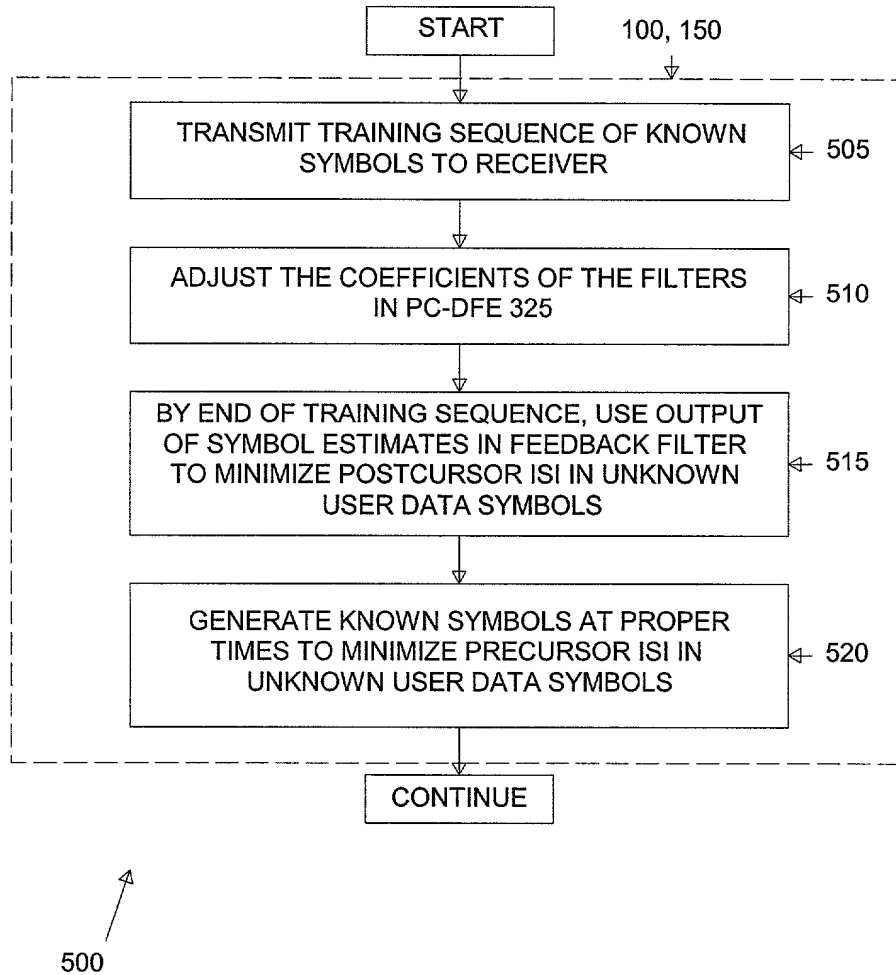 START
100, 150
TRANSMIT TRAINING SEQUENCE OF KNOWN
SYMBOLS TO RECEIVER
505
ADJUST THE COEFFICIENTS OF THE FILTERS
IN PC-DFE 325
510
BY END OF TRAINING SEQUENCE, USE OUTPUT
OF SYMBOL ESTIMATES IN FEEDBACK FILTER
TO MINIMIZE POSTCURSOR ISI IN UNKNOWN
USER DATA SYMBOLS
515
GENERATE KNOWN SYMBOLS AT PROPER
TIMES TO MINIMIZE PRECURSOR ISI IN
UNKNOWN USER DATA SYMBOLS
520
CONTINUE
500